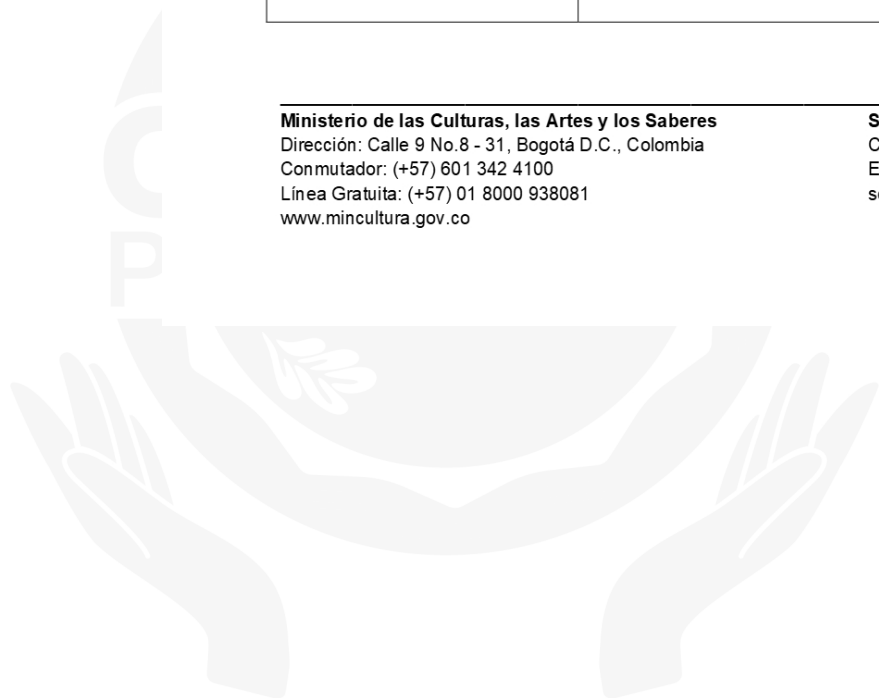 Ministerio de las Culturas, las Artes y los Saberes
Dirección: Calle 9 No.8 - 31, Bogotá D.C., Colombia
Conmutador: (+57) 601 342 4100
Línea Gratuita: (+57) 01 8000 938081
www.mincultura.gov.co